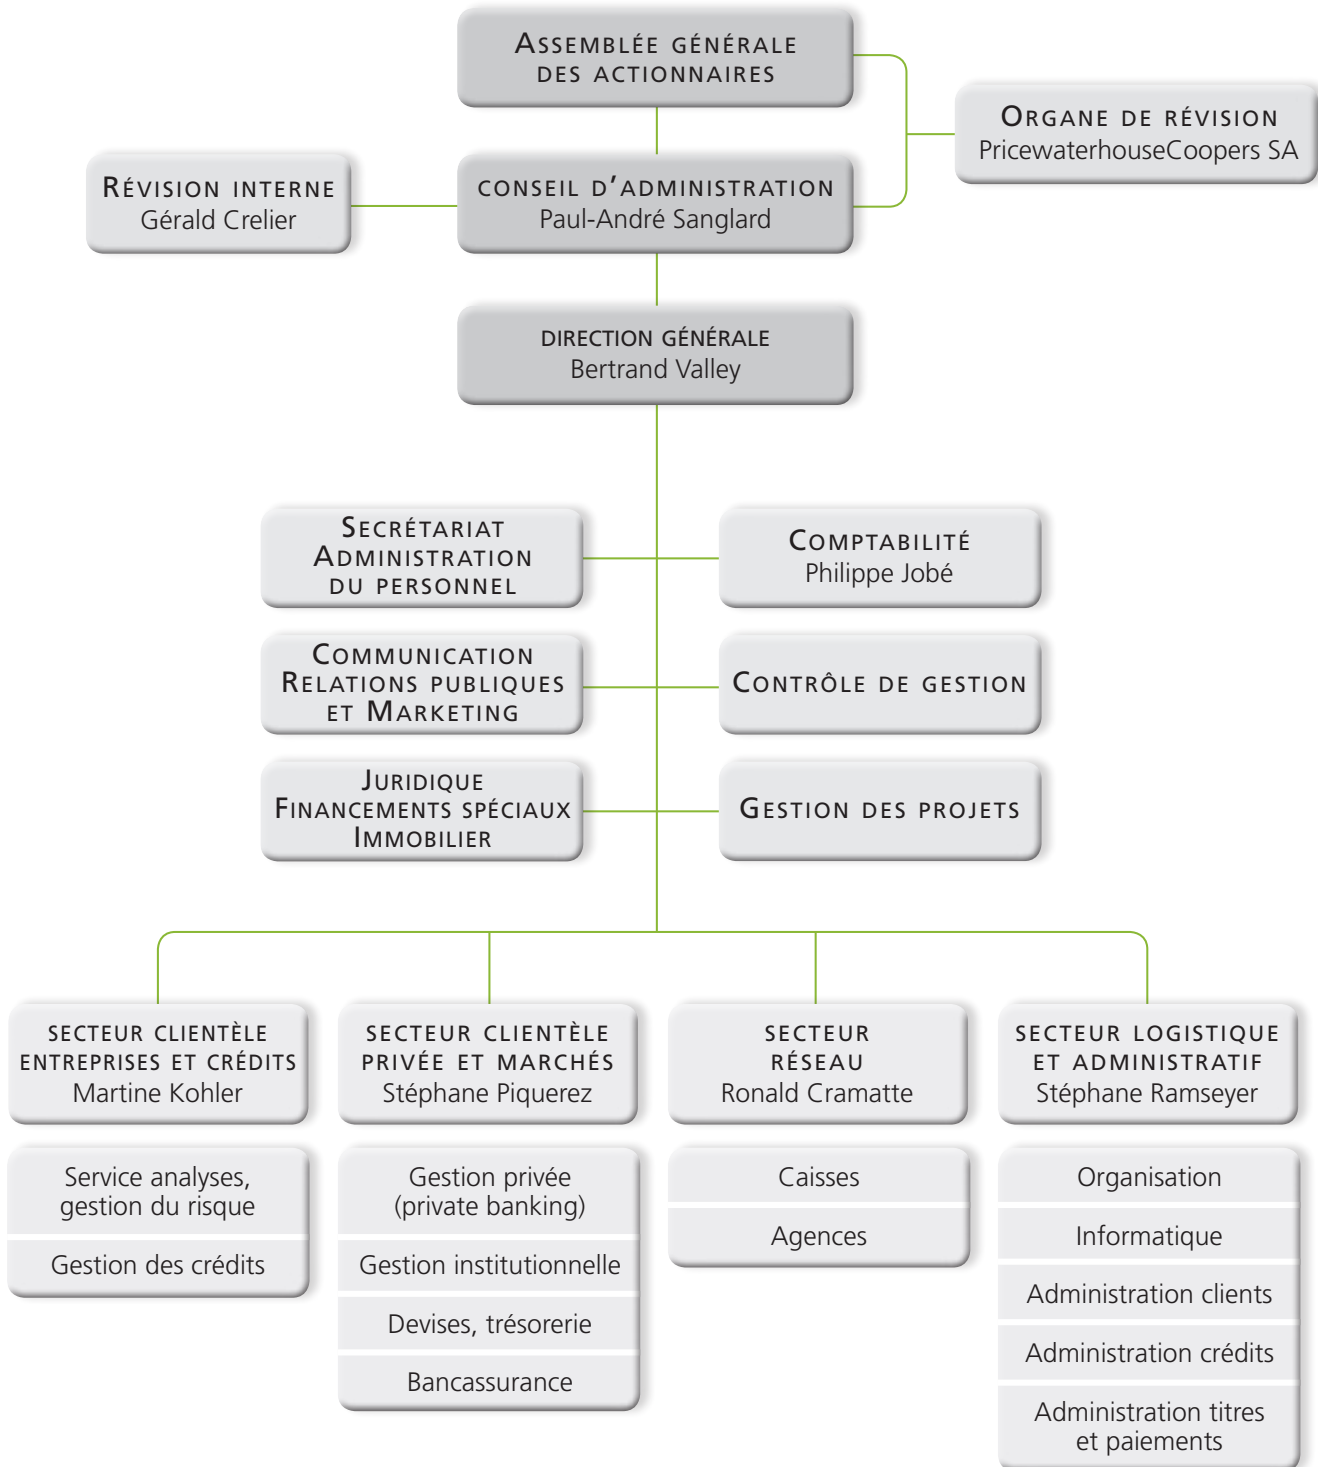 ASSEMBLÉE GÉNÉRALE
DES ACTIONNAIRES
ORGANE DE RÉVISION
PricewaterhouseCoopers SA
RÉVISION INTERNE
Gérald Crelier
CONSEIL D'ADMINISTRATION
Paul-André Sanglard
DIRECTION GÉNÉRALE
Bertrand Valley
SECRÉTARIAT
ADMINISTRATION
DU PERSONNEL
COMPTABILITÉ
Philippe Jobé
COMMUNICATION
RELATIONS PUBLIQUES
ET MARKETING
CONTRÔLE DE GESTION
JURIDIQUE
FINANCEMENTS SPÉCIAUX
IMMOBILIER
GESTION DES PROJETS
SECTEUR CLIENTÈLE
ENTREPRISES ET CRÉDITS
Martine Kohler
Service analyses,
gestion du risque
Gestion des crédits
SECTEUR CLIENTÈLE
PRIVÉE ET MARCHÉS
Stéphane Piquerez
Gestion privée
(private banking)
Gestion institutionnelle
Devises, trésorerie
Bancassurance
SECTEUR
RÉSEAU
Ronald Cramatte
Caisses
Agences
SECTEUR LOGISTIQUE
ET ADMINISTRATIF
Stéphane Ramseyer
Organisation
Informatique
Administration clients
Administration crédits
Administration titres
et paiements